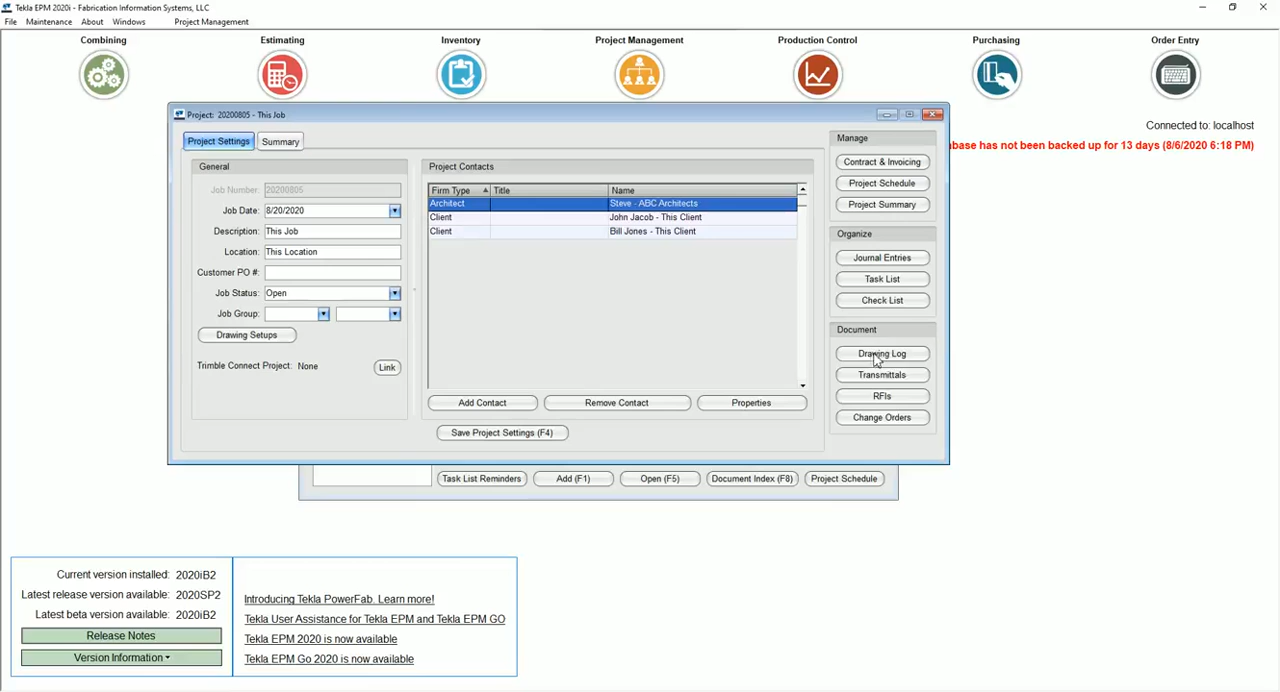 Tekla EPM 2020i - Fabrication Information Systems, LLC
File Maintenance About Windows Project Management
Combining Estimating Inventory Project Management Production Control Purchasing Order Entry
Connected to: localhost
base has not been backed up for 13 days (8/6/2020 6:18 PM)
Project: 20200805 - This Job
Project Settings Summary
General
Job Number: 20200805
Job Date: 8/20/2020
Description: This Job
Location: This Location
Customer PO #:
Job Status: Open
Job Group:
Drawing Setups
Trimble Connect Project: None Link
Project Contacts
Firm Type Title Name
Architect Steve - ABC Architects
Client John Jacob - This Client
Client Bill Jones - This Client
Add Contact Remove Contact Properties
Save Project Settings (F4)
Manage
Contract & Invoicing
Project Schedule
Project Summary
Organize
Journal Entries
Task List
Check List
Document
Drawing Log
Transmittals
RFIs
Change Orders
Task List Reminders Add (F1) Open (F5) Document Index (F8) Project Schedule
Current version installed: 2020iB2
Latest release version available: 2020SP2
Latest beta version available: 2020iB2
Release Notes
Version Information
Introducing Tekla PowerFab. Learn more!
Tekla User Assistance for Tekla EPM and Tekla EPM GO
Tekla EPM 2020 is now available
Tekla EPM Go 2020 is now available